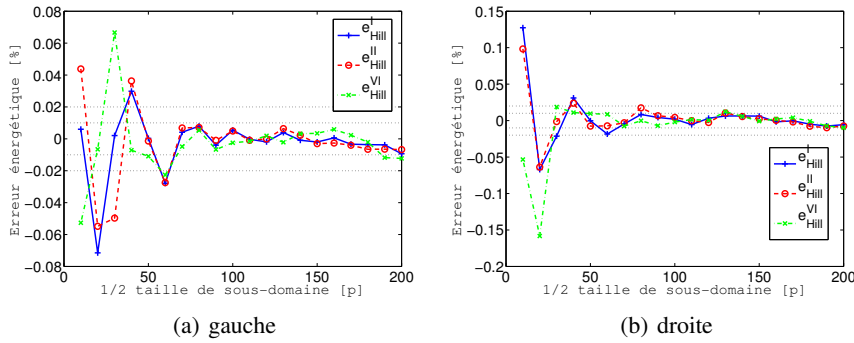 0.08
0.06
0.04
0.02
0
−0.02
−0.04
−0.06
−0.08
0 50 100 150 200
Erreur énergétique [%]
1/2 taille de sous-domaine [p]
e^I_Hill
e^II_Hill
e^VI_Hill
(a) gauche
0.15
0.1
0.05
0
−0.05
−0.1
−0.15
−0.2
0 50 100 150 200
Erreur énergétique [%]
1/2 taille de sous-domaine [p]
e^I_Hill
e^II_Hill
e^VI_Hill
(b) droite